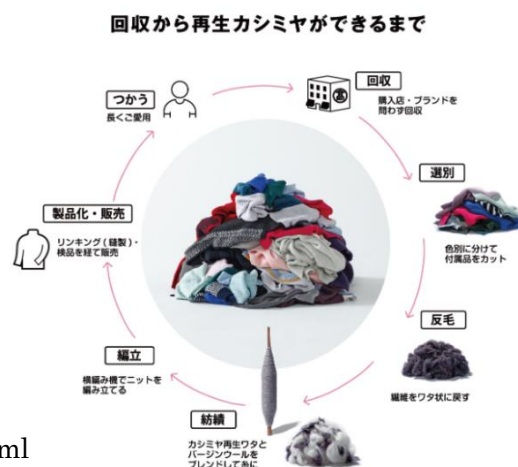 回収から再生カシミヤができるまで
つかう
長くご愛用
回収
購入店・ブランドを
問わず回収
選別
色別に分けて
付属品をカット
反毛
繊維をワタ状に戻す
紡績
カシミヤ再生ワタと
バージンウールを
ブレンドして糸に
編立
横編み機でニットを
編み立てる
製品化・販売
リンキング(縫製)・
検品を経て販売
ml